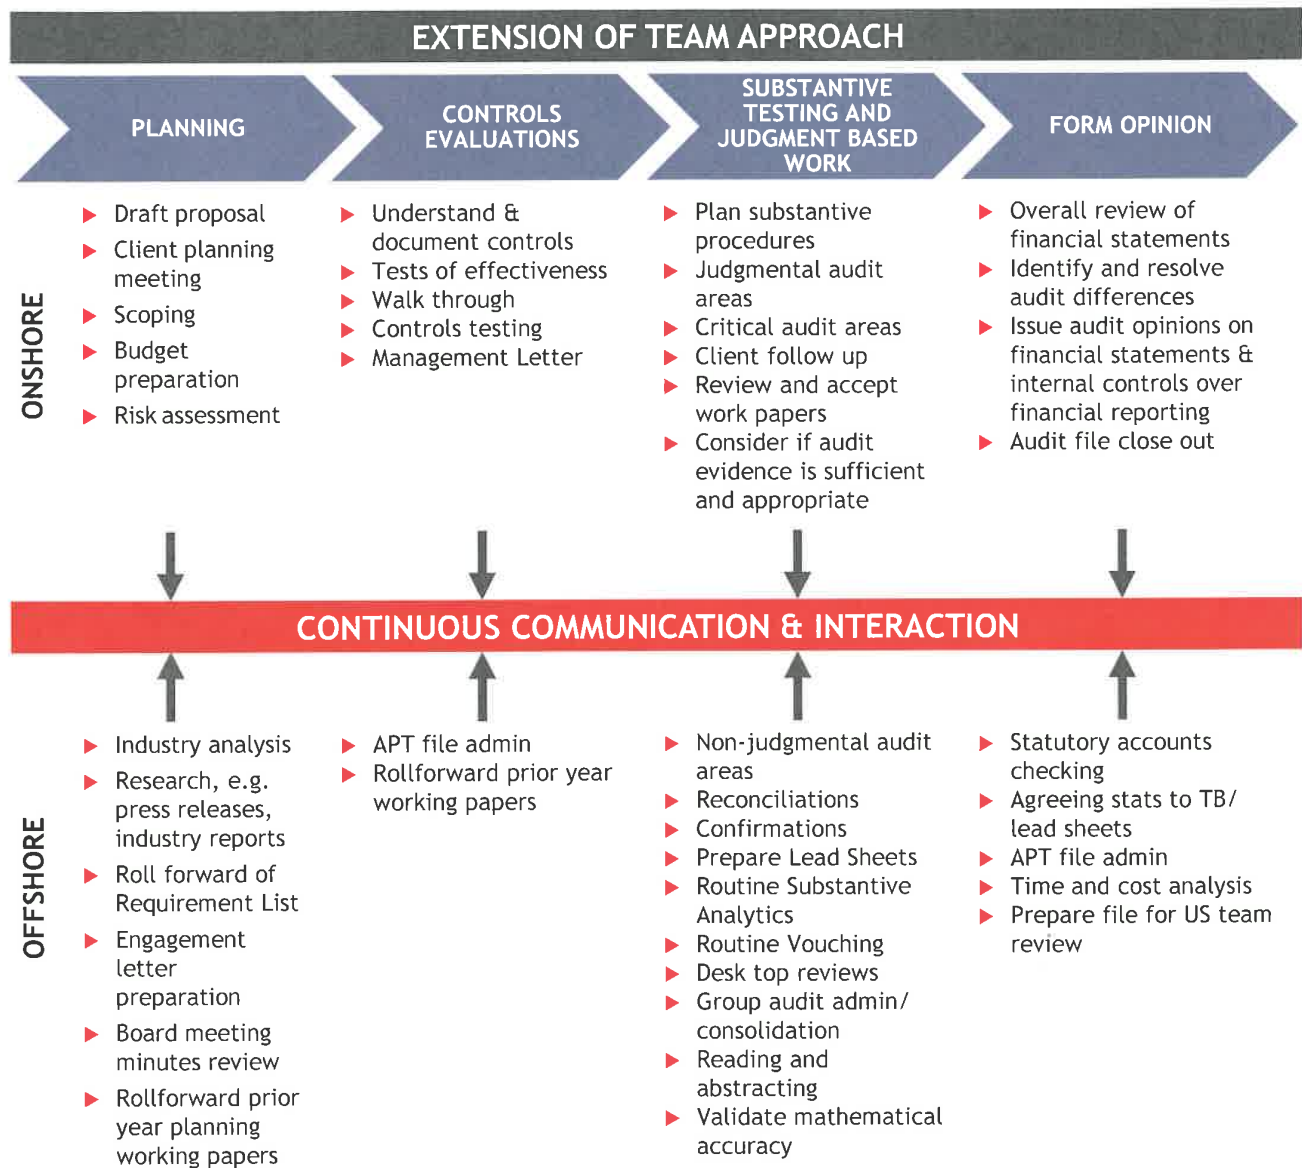 EXTENSION OF TEAM APPROACH
PLANNING
CONTROLS
EVALUATIONS
SUBSTANTIVE
TESTING AND
JUDGMENT BASED
WORK
FORM OPINION
ONSHORE
Draft proposal
Client planning
meeting
Scoping
Budget
preparation
Risk assessment
Understand &
document controls
Tests of effectiveness
Walk through
Controls testing
Management Letter
Plan substantive
procedures
Judgmental audit
areas
Critical audit areas
Client follow up
Review and accept
work papers
Consider if audit
evidence is sufficient
and appropriate
Overall review of
financial statements
Identify and resolve
audit differences
Issue audit opinions on
financial statements &
internal controls over
financial reporting
Audit file close out
CONTINUOUS COMMUNICATION & INTERACTION
OFFSHORE
Industry analysis
Research, e.g.
press releases,
industry reports
Roll forward of
Requirement List
Engagement
letter
preparation
Board meeting
minutes review
Rollforward prior
year planning
working papers
APT file admin
Rollforward prior year
working papers
Non-judgmental audit
areas
Reconciliations
Confirmations
Prepare Lead Sheets
Routine Substantive
Analytics
Routine Vouching
Desk top reviews
Group audit admin/
consolidation
Reading and
abstracting
Validate mathematical
accuracy
Statutory accounts
checking
Agreeing stats to TB/
lead sheets
APT file admin
Time and cost analysis
Prepare file for US team
review